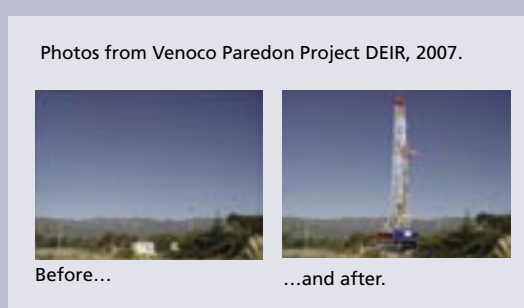 Photos from Venoco Paredon Project DEIR, 2007.
Before…
…and after.